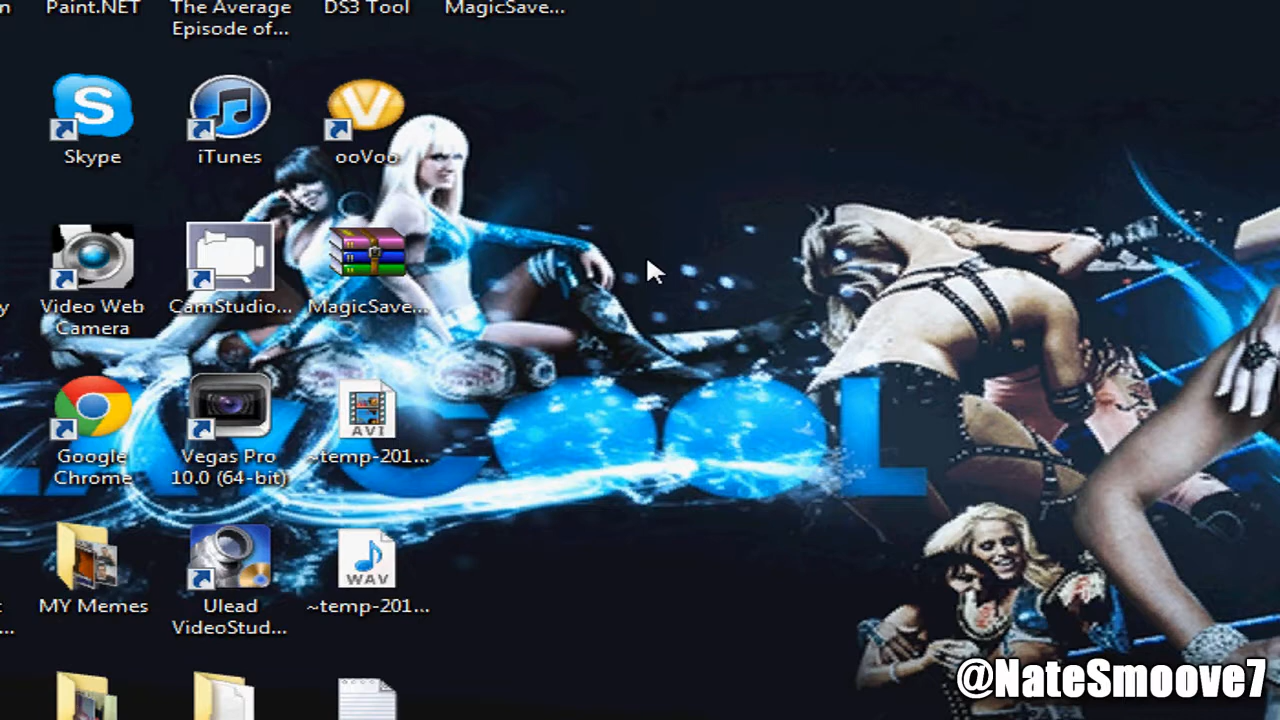 n
Paint.NET
The Average
Episode of...
DS3 Tool
MagicSave...
Skype
iTunes
ooVoo
y
Video Web
Camera
CamStudio...
MagicSave...
Google
Chrome
Vegas Pro
10.0 (64-bit)
AVI
~temp-201...
LAYCOOL
MY Memes
Ulead
VideoStud...
WAV
~temp-201...
@NateSmoove7